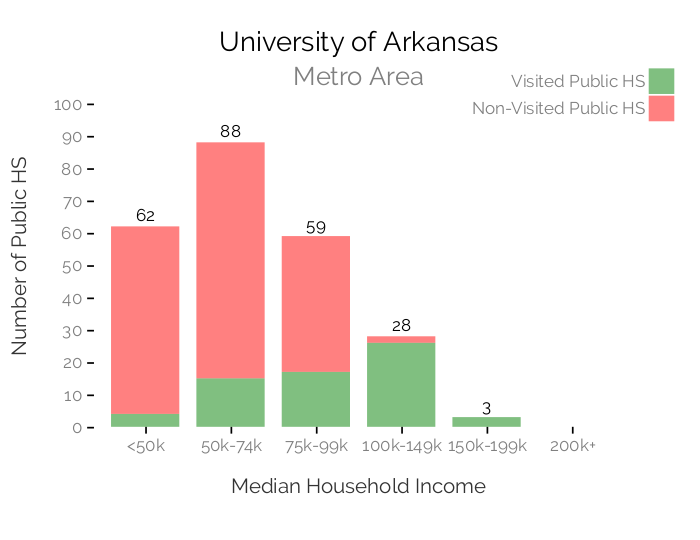 University of Arkansas
Metro Area
Visited Public HS
Non-Visited Public HS
Number of Public HS
100
90
80
70
60
50
40
30
20
10
0
62
88
59
28
3
<50k
50k-74k
75k-99k
100k-149k
150k-199k
200k+
Median Household Income